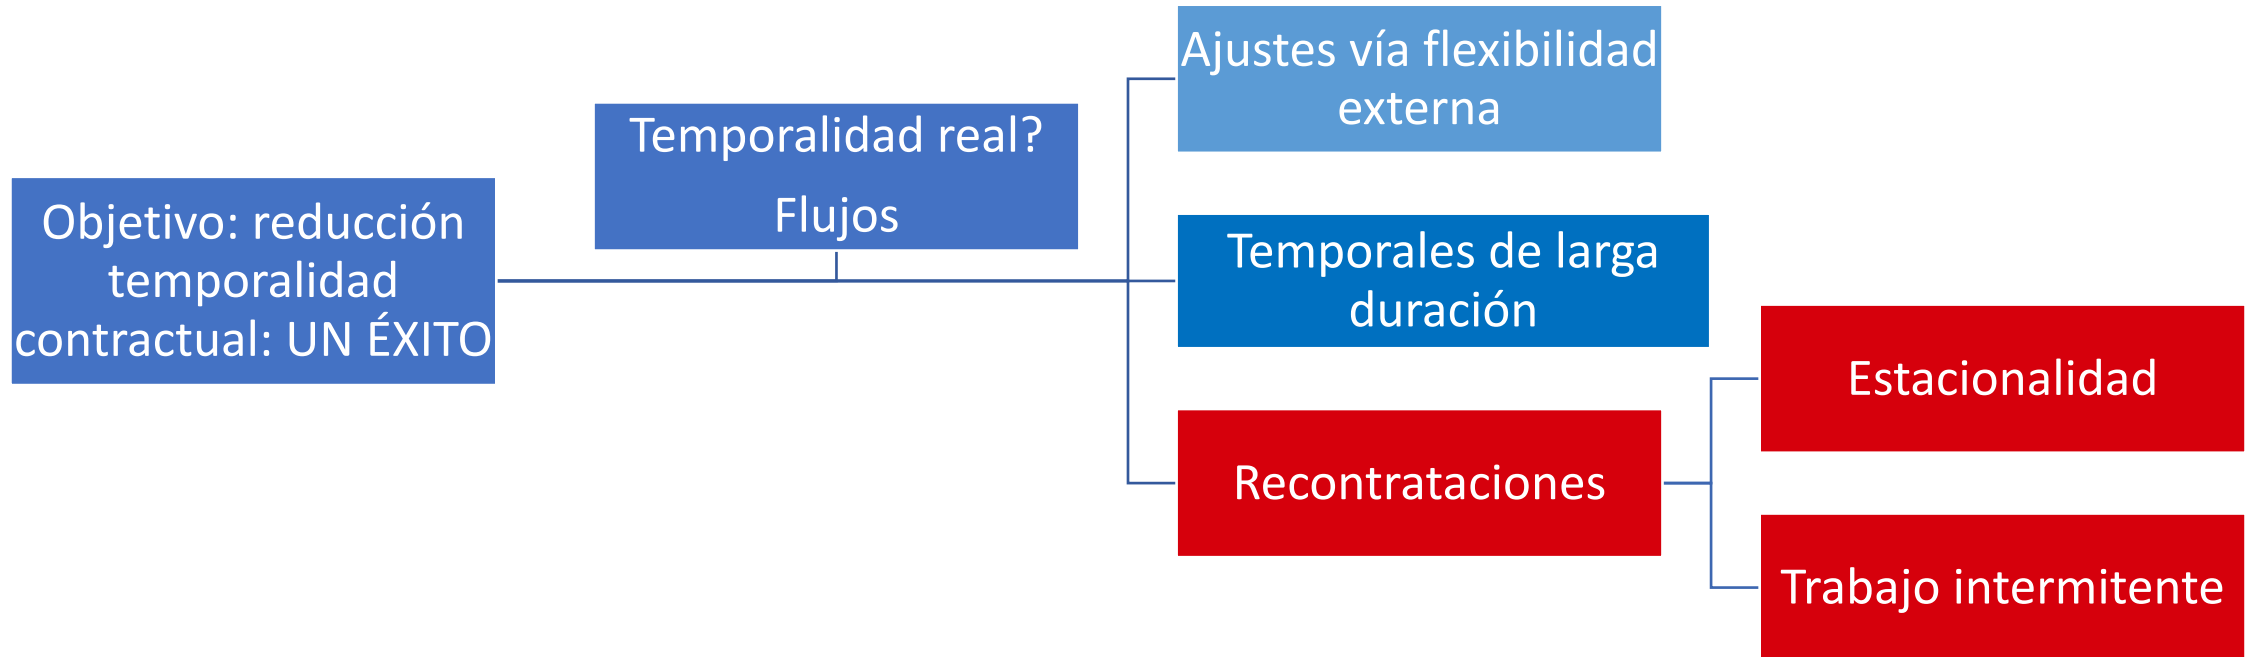 Objetivo: reducción
temporalidad
contractual: UN ÉXITO
Temporalidad real?
Flujos
Ajustes vía flexibilidad
externa
Temporales de larga
duración
Recontrataciones
Estacionalidad
Trabajo intermitente